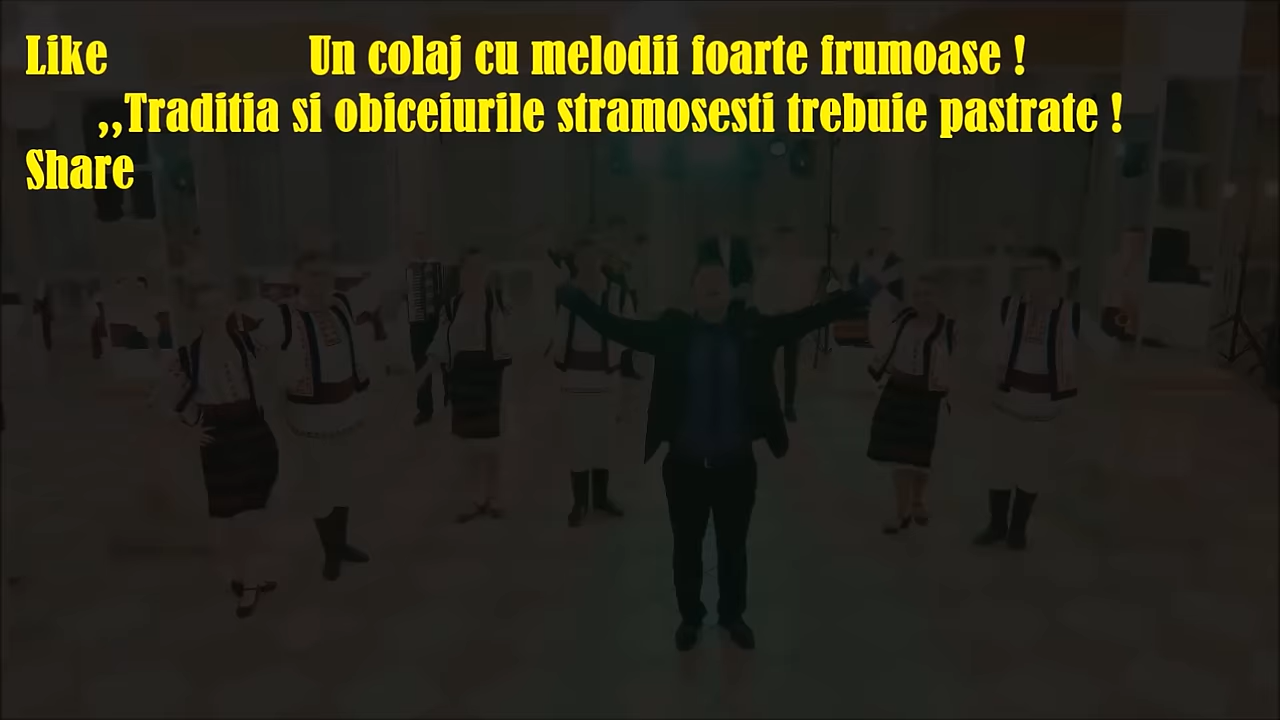 Like Un colaj cu melodii foarte frumoase !
,,Traditia si obiceiurile stramosesti trebuie pastrate !
Share